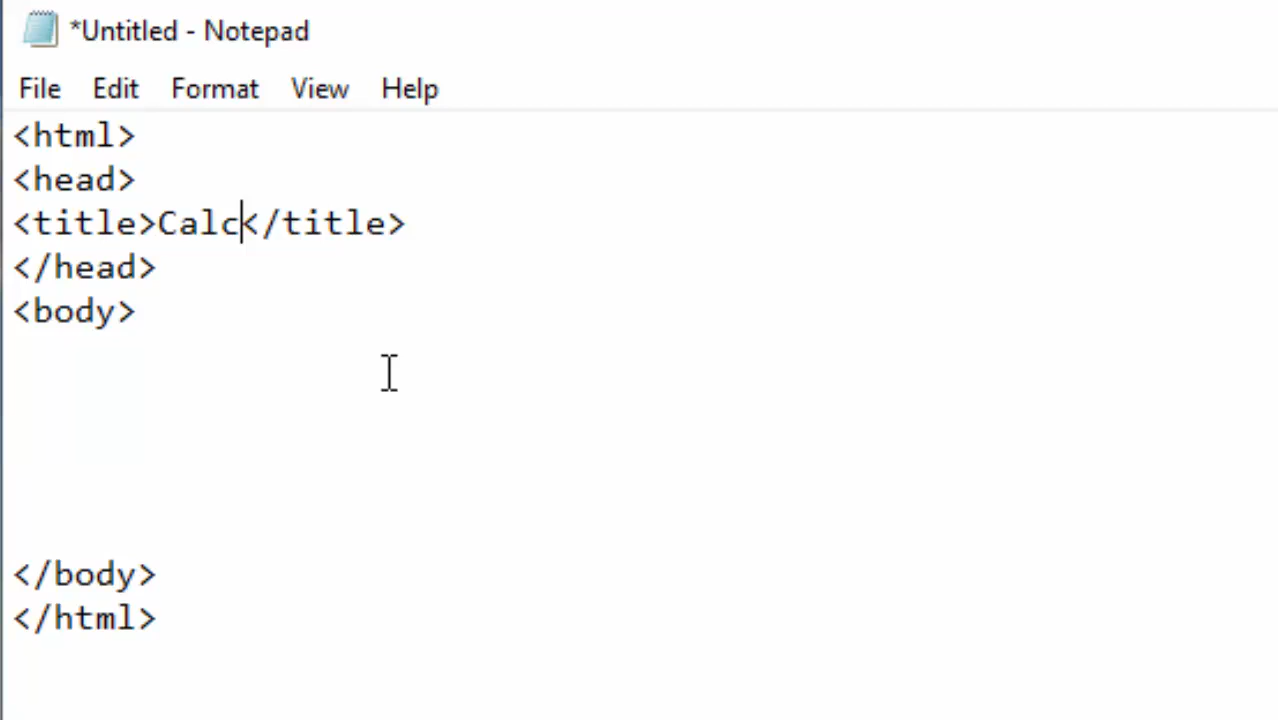 *Untitled - Notepad
File Edit Format View Help
<html>
<head>
<title>Calc</title>
</head>
<body>
</body>
</html>